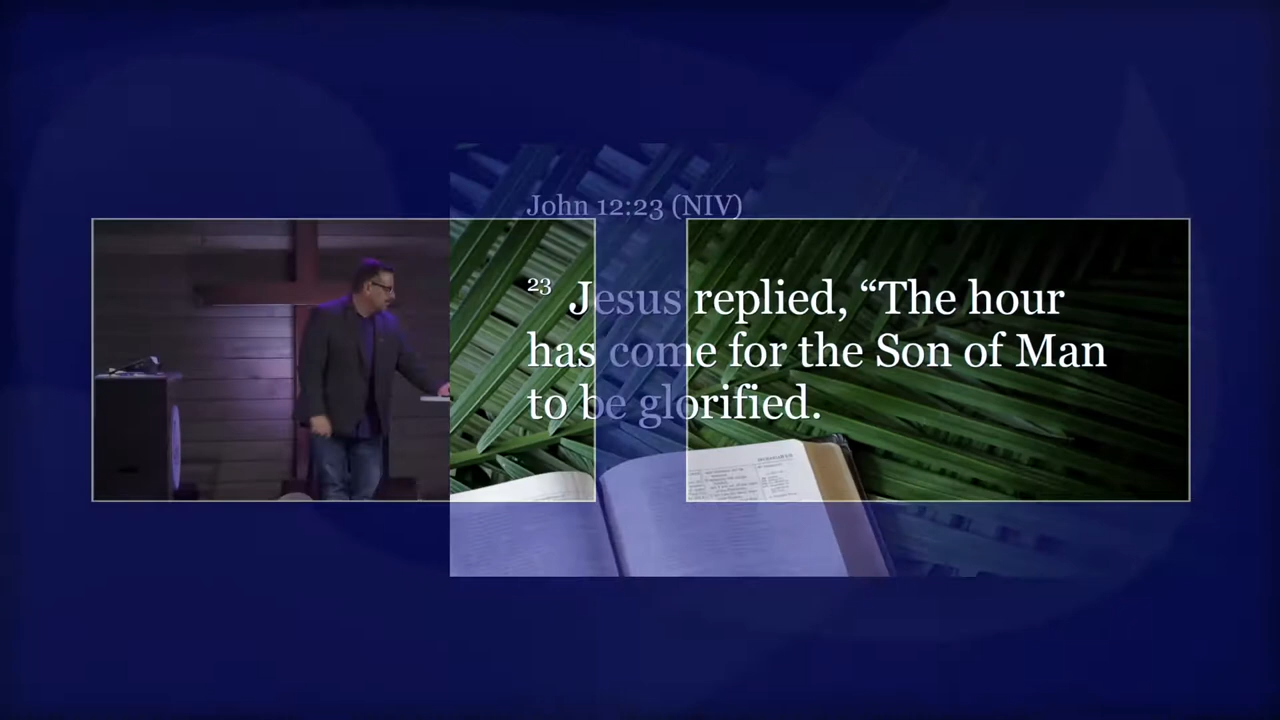 John 12:23 (NIV)
23 Jesus replied, “The hour
has come for the Son of Man
to be glorified.